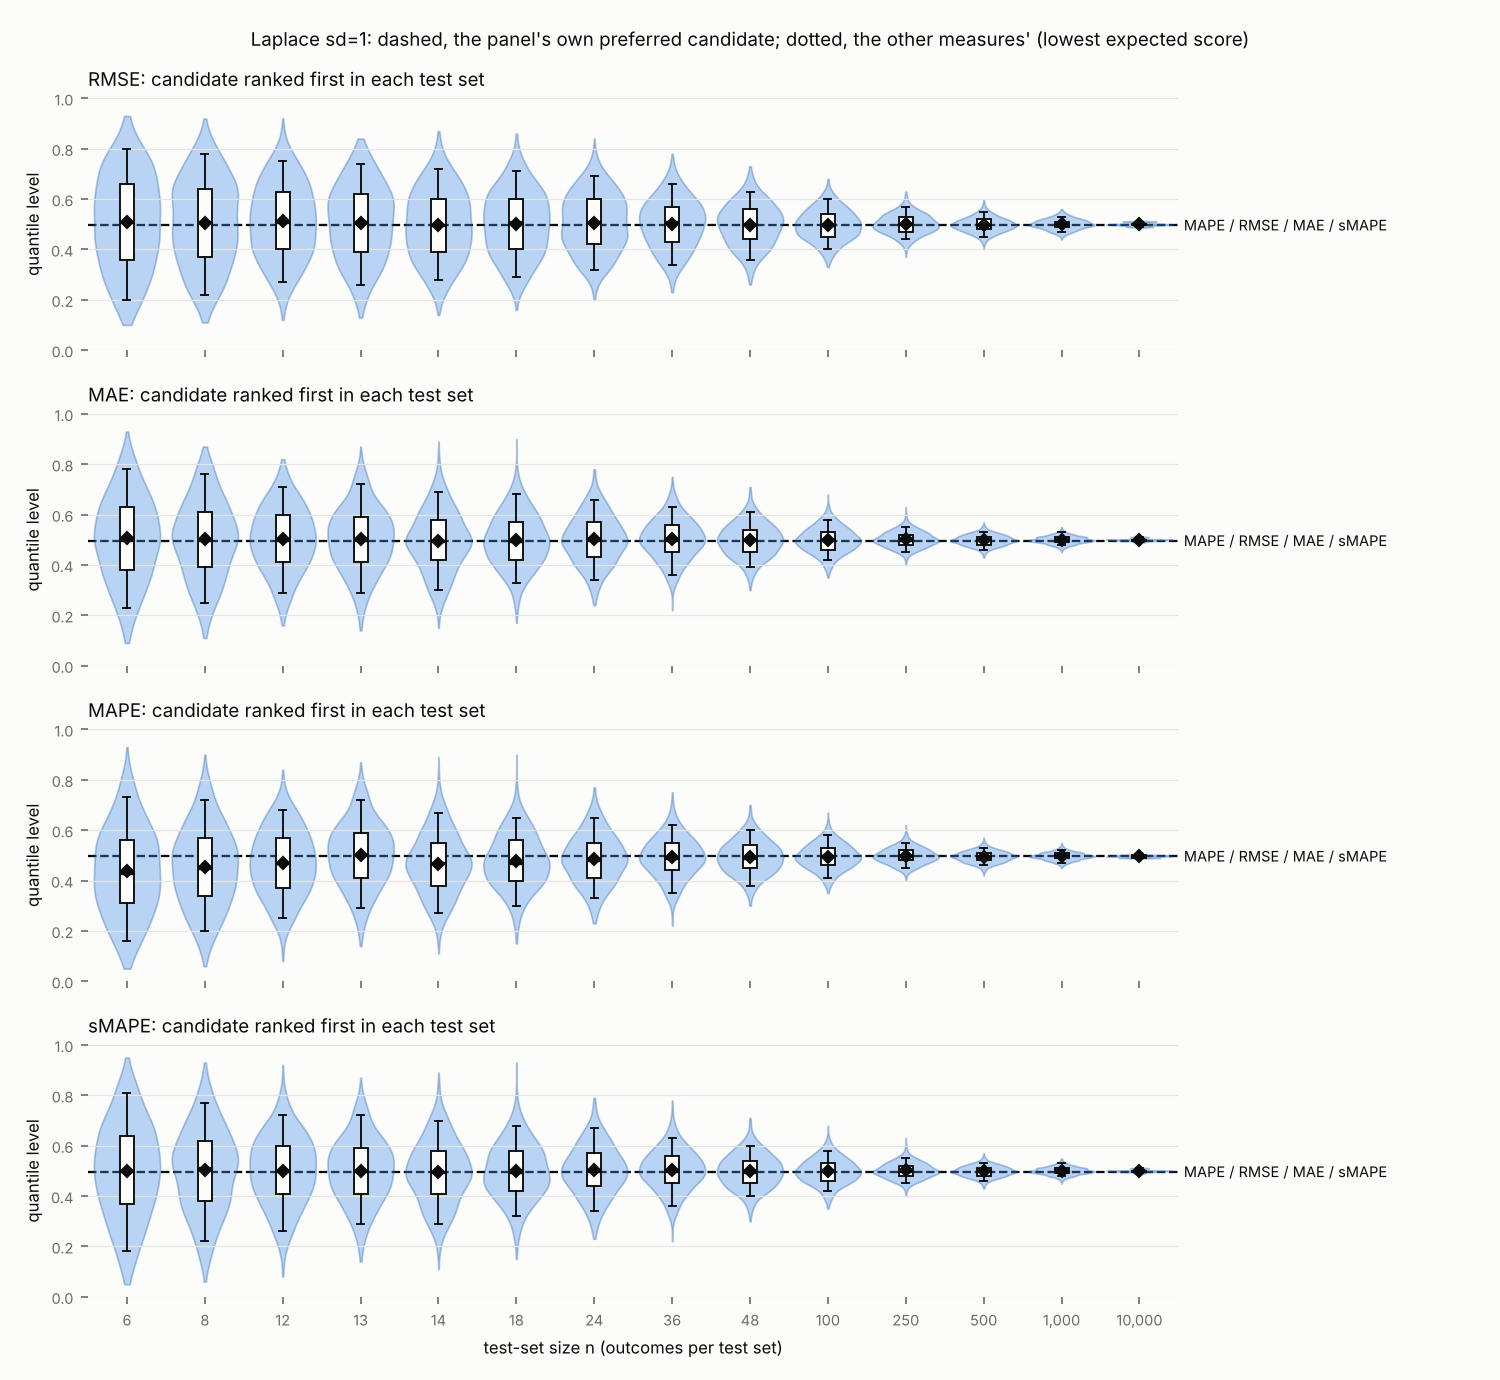 Laplace sd=1: dashed, the panel's own preferred candidate; dotted, the other measures' (lowest expected score)
RMSE: candidate ranked first in each test set
quantile level
1.0
0.8
0.6
0.4
0.2
0.0
MAPE / RMSE / MAE / sMAPE
MAE: candidate ranked first in each test set
quantile level
1.0
0.8
0.6
0.4
0.2
0.0
MAPE / RMSE / MAE / sMAPE
MAPE: candidate ranked first in each test set
quantile level
1.0
0.8
0.6
0.4
0.2
0.0
MAPE / RMSE / MAE / sMAPE
sMAPE: candidate ranked first in each test set
quantile level
1.0
0.8
0.6
0.4
0.2
0.0
MAPE / RMSE / MAE / sMAPE
6 8 12 13 14 18 24 36 48 100 250 500 1,000 10,000
test-set size n (outcomes per test set)